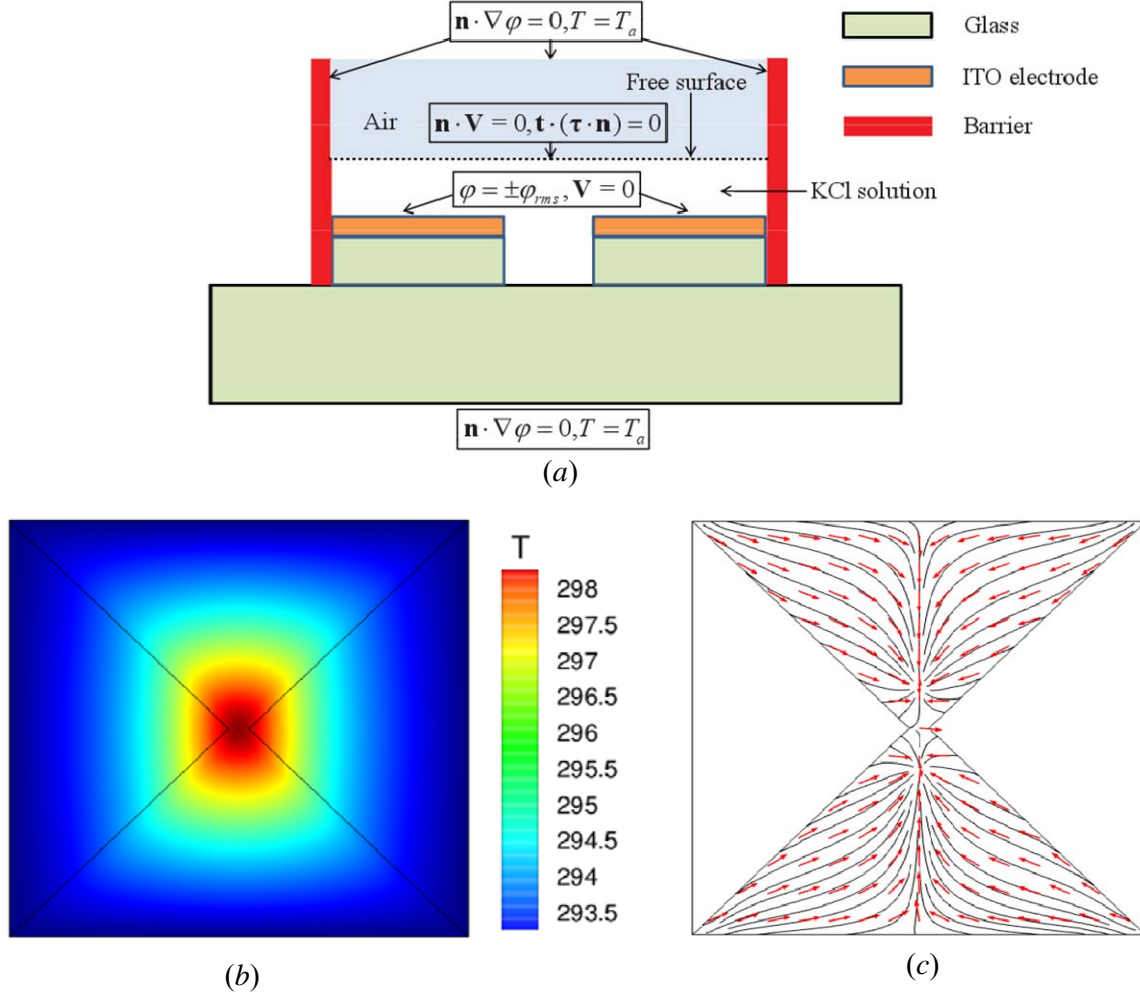 n · ∇φ = 0, T = T_a
Glass
ITO electrode
Barrier
Free surface
Air
n · V = 0, t · (τ · n) = 0
φ = ±φ_rms, V = 0
KCl solution
n · ∇φ = 0, T = T_a
(a)
T
298
297.5
297
296.5
296
295.5
295
294.5
294
293.5
(b)
(c)